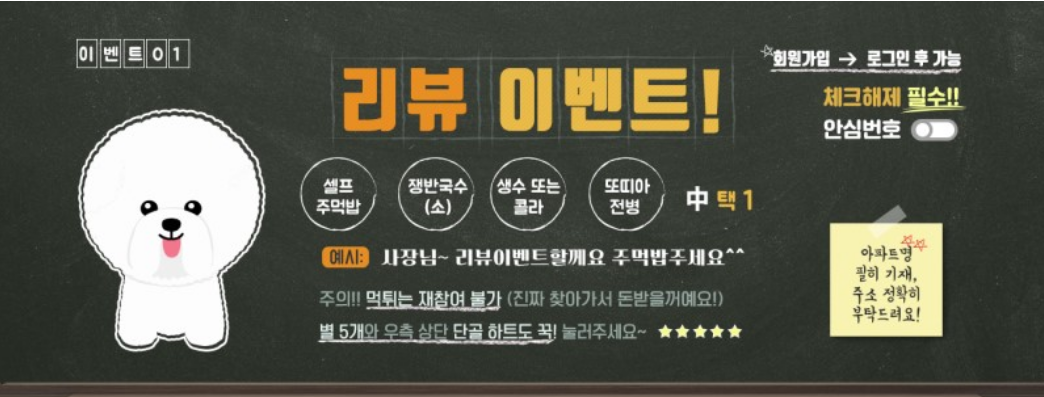 이벤트01
리뷰 이벤트!
회원가입 → 로그인 후 가능
체크해제 필수!!
안심번호
셀프
주먹밥
쟁반국수
(소)
생수 또는
콜라
또띠아
전병
中 택 1
예시: 사장님~ 리뷰이벤트할께요 주먹밥주세요^^
주의!! 먹튀는 재참여 불가 (진짜 찾아가서 돈받을꺼예요!)
별 5개와 우측 상단 단골 하트도 꾹! 눌러주세요~ ★★★★★
아파트명
필히 기재,
주소 정확히
부탁드려요!